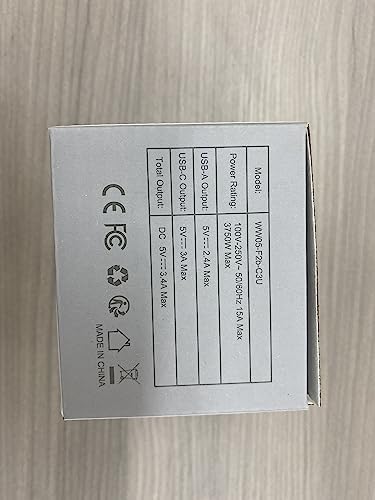 Model: WW05-F2b-C3U
Power Rating: 100V-250V~ 50/60Hz 15A Max
3750W Max
USB-A Output: 5V⎓ 2.4A Max
USB-C Output: 5V⎓ 3A Max
Total Output: DC 5V⎓ 3.4A Max
CE FC
MADE IN CHINA